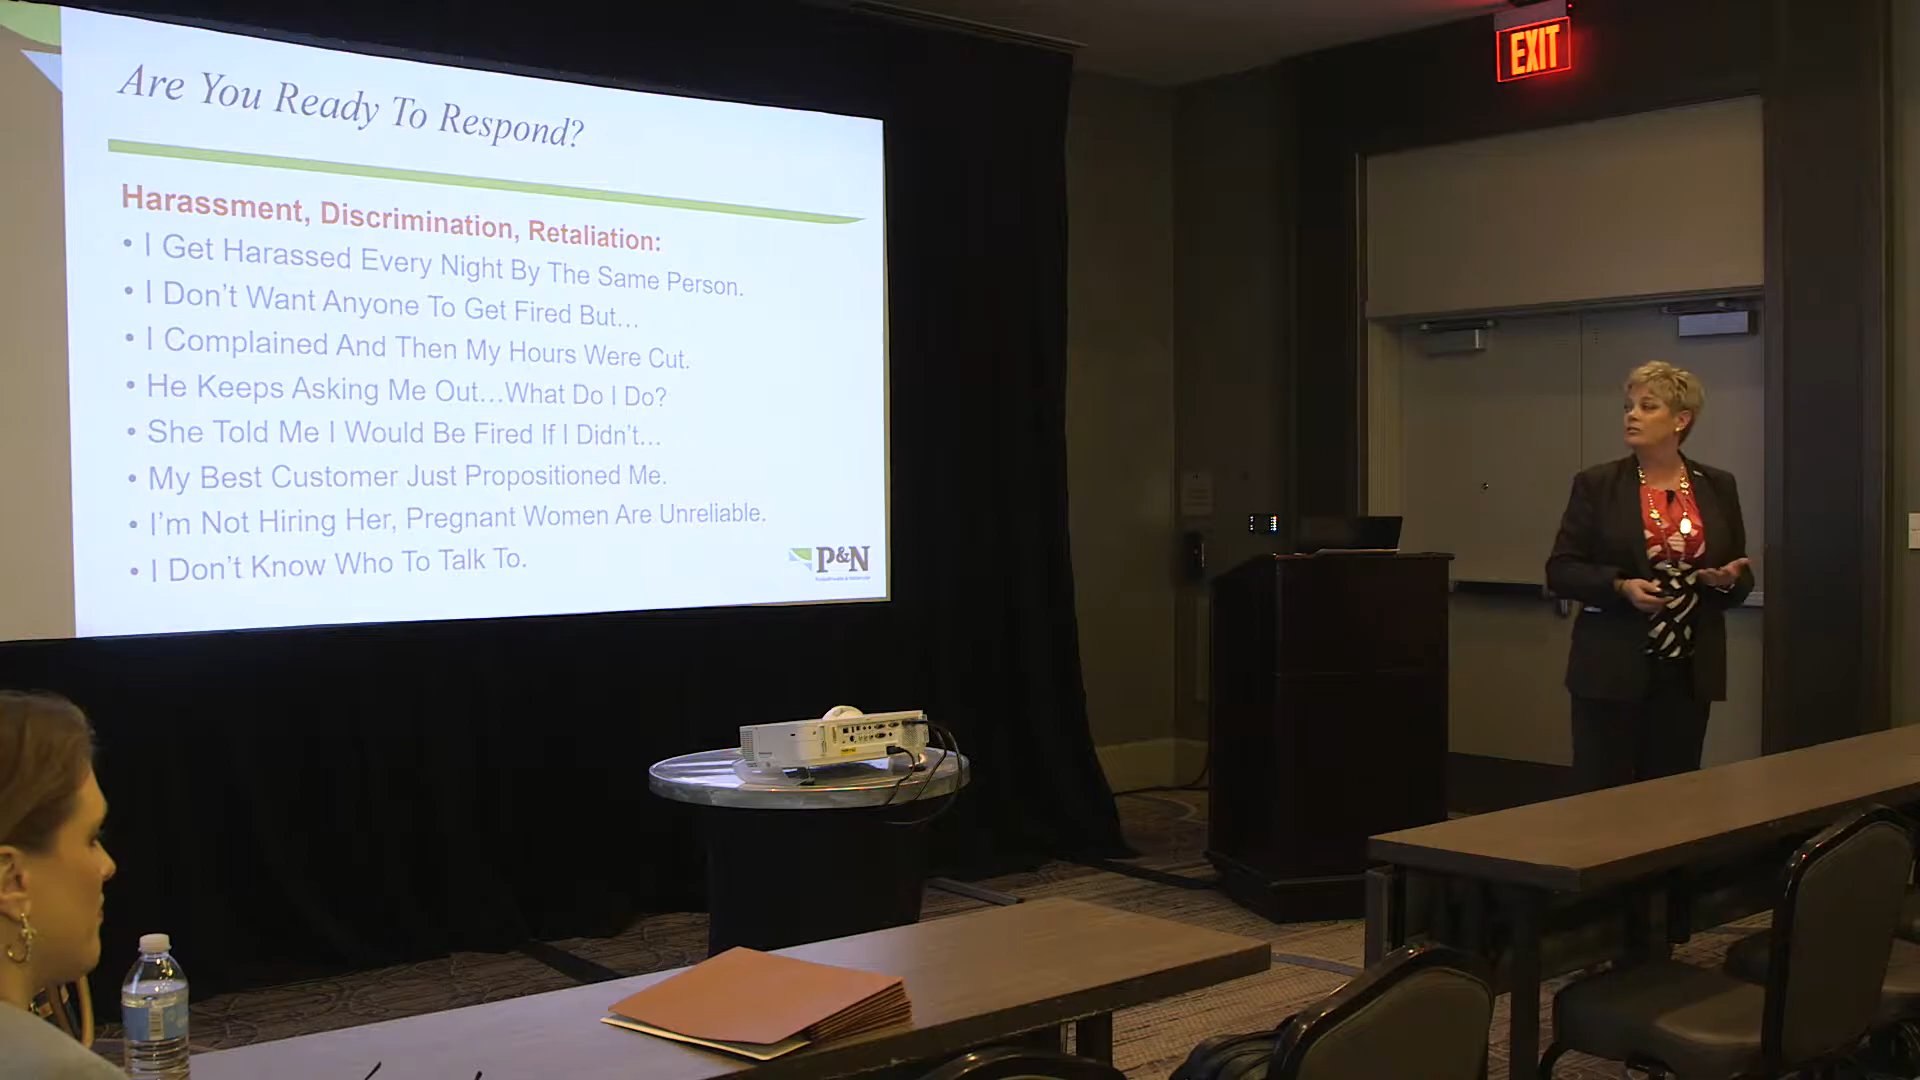 Are You Ready To Respond?
Harassment, Discrimination, Retaliation:
• I Get Harassed Every Night By The Same Person.
• I Don't Want Anyone To Get Fired But...
• I Complained And Then My Hours Were Cut.
• He Keeps Asking Me Out...What Do I Do?
• She Told Me I Would Be Fired If I Didn't...
• My Best Customer Just Propositioned Me.
• I'm Not Hiring Her, Pregnant Women Are Unreliable.
• I Don't Know Who To Talk To.
P&N
EXIT